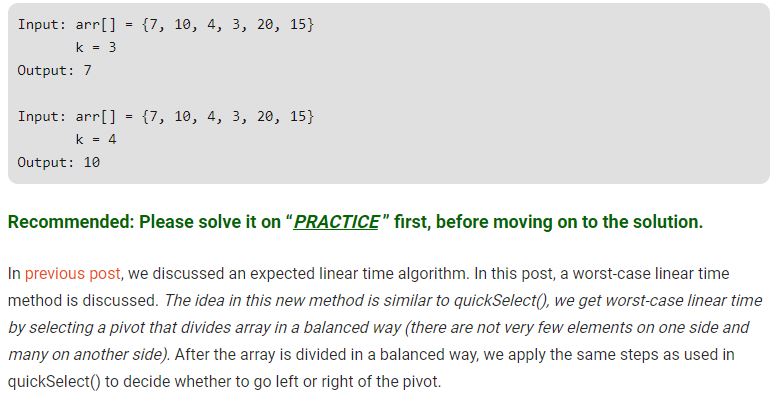 Input: arr[] = {7, 10, 4, 3, 20, 15}
k = 3
Output: 7
Input: arr[] = {7, 10, 4, 3, 20, 15}
k = 4
Output: 10
Recommended: Please solve it on “PRACTICE” first, before moving on to the solution.
In previous post, we discussed an expected linear time algorithm. In this post, a worst-case linear time
method is discussed. The idea in this new method is similar to quickSelect(), we get worst-case linear time
by selecting a pivot that divides array in a balanced way (there are not very few elements on one side and
many on another side). After the array is divided in a balanced way, we apply the same steps as used in
quickSelect() to decide whether to go left or right of the pivot.